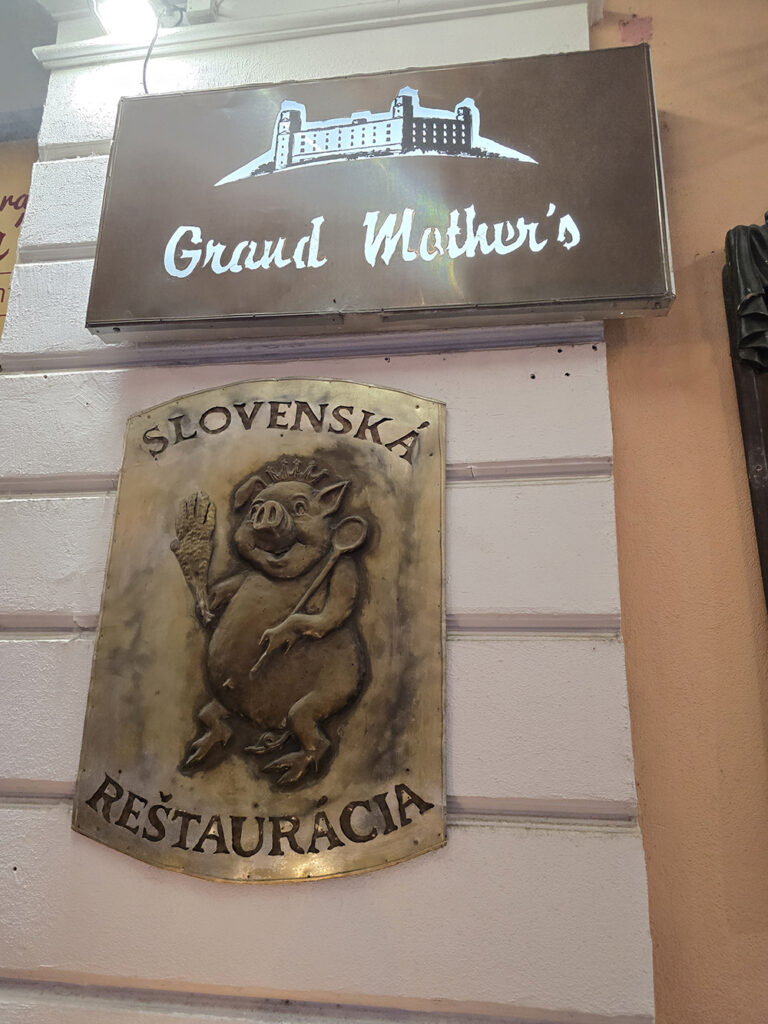 Grand Mother's
SLOVENSKÁ
REŠTAURÁCIA